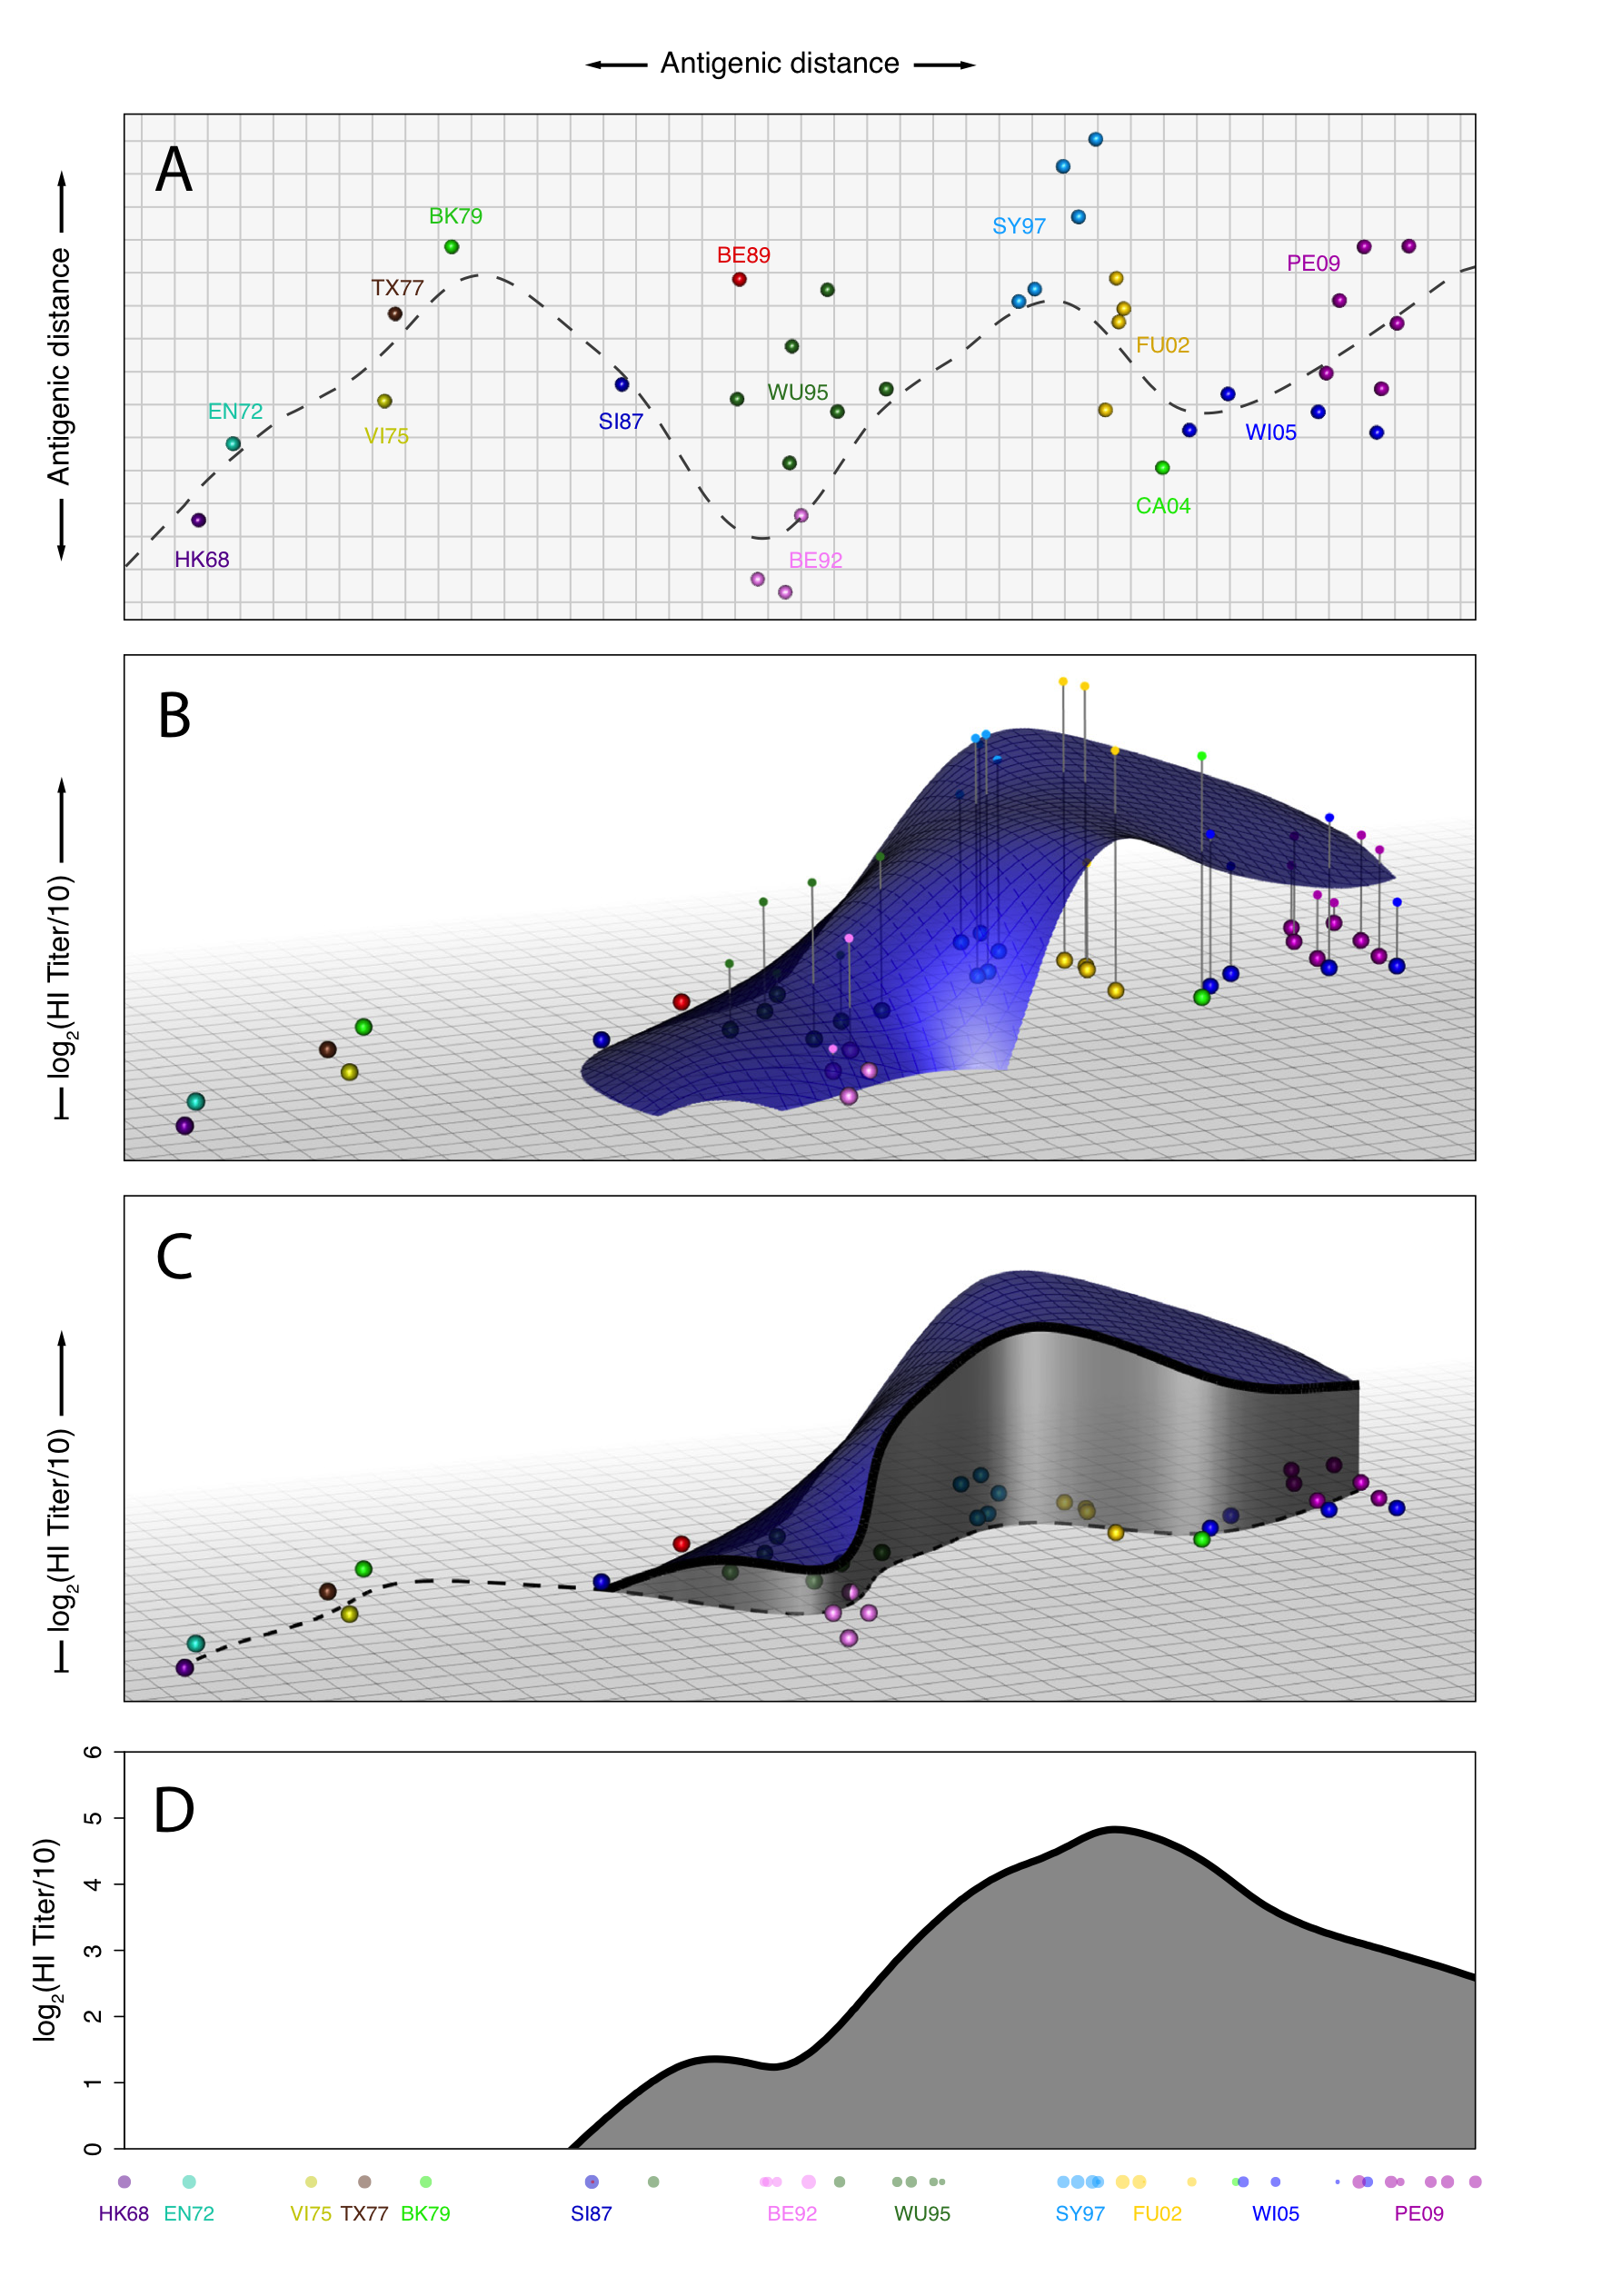 Antigenic distance
Antigenic distance
A
BK79
TX77
EN72
VI75
HK68
SI87
BE89
WU95
BE92
SY97
FU02
CA04
WI05
PE09
B
log2(HI Titer/10)
C
log2(HI Titer/10)
D
log2(HI Titer/10)
6
5
4
3
2
1
0
HK68 EN72 VI75 TX77 BK79 SI87 BE92 WU95 SY97 FU02 WI05 PE09